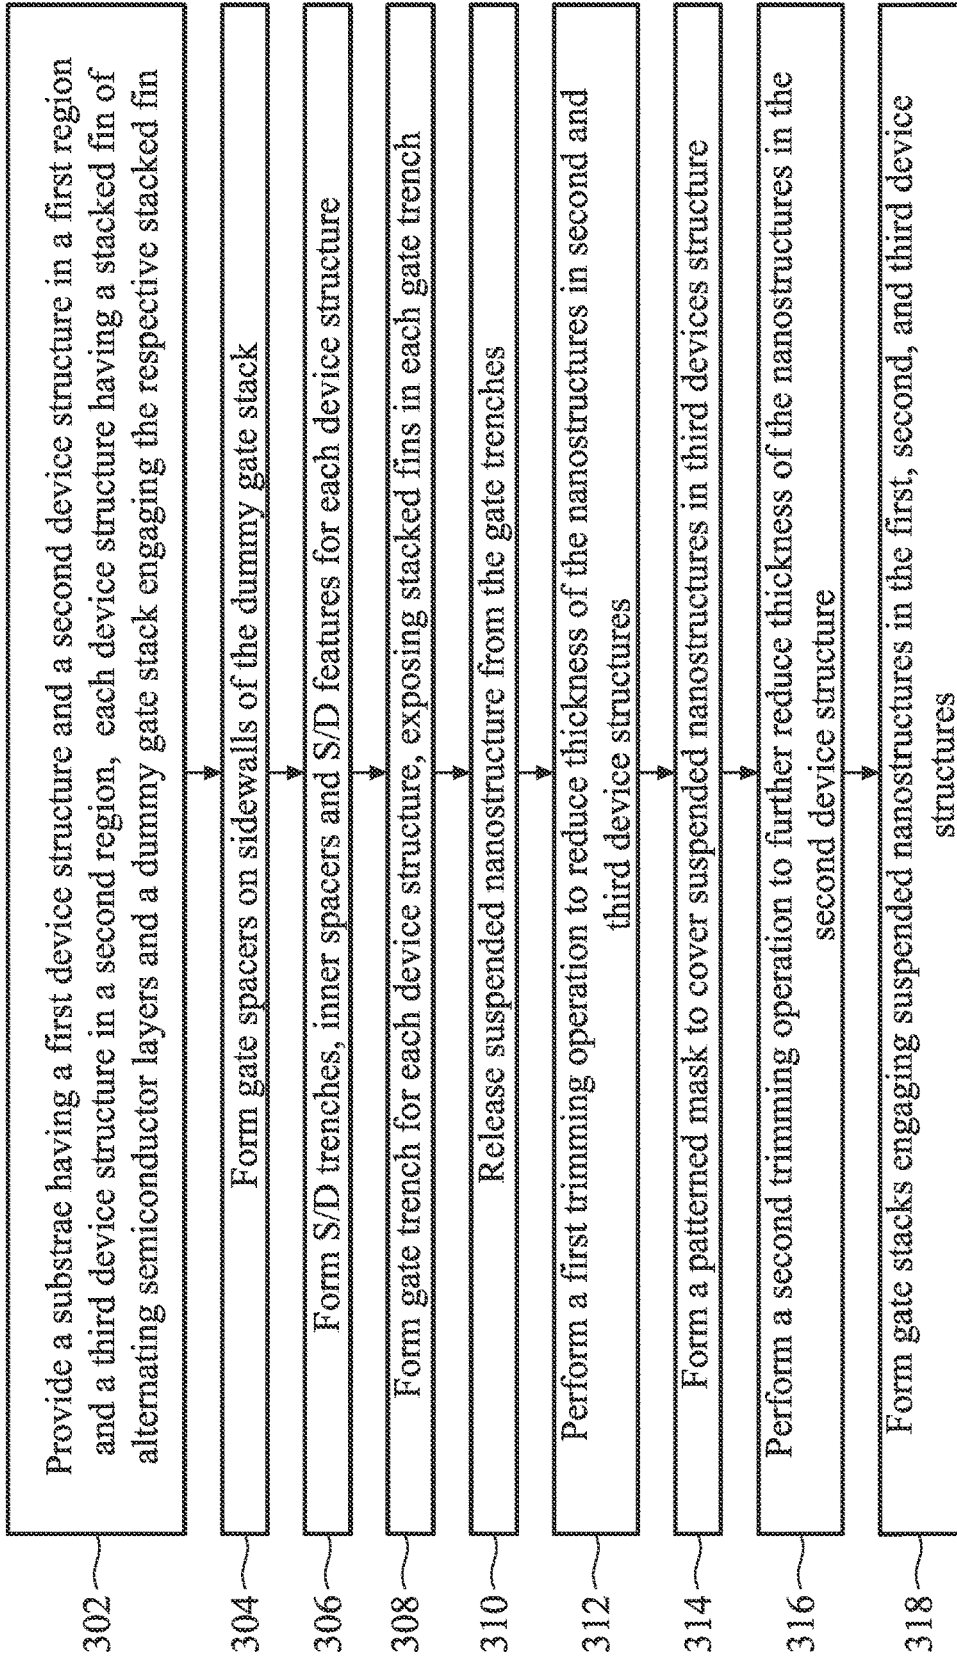 302
Provide a substrae having a first device structure and a second device structure in a first region
and a third device structure in a second region, each device structure having a stacked fin of
alternating semiconductor layers and a dummy gate stack engaging the respective stacked fin
304
Form gate spacers on sidewalls of the dummy gate stack
306
Form S/D trenches, inner spacers and S/D features for each device structure
308
Form gate trench for each device structure, exposing stacked fins in each gate trench
310
Release suspended nanostructure from the gate trenches
312
Perform a first trimming operation to reduce thickness of the nanostructures in second and
third device structures
314
Form a patterned mask to cover suspended nanostructures in third devices structure
316
Perform a second trimming operation to further reduce thickness of the nanostructures in the
second device structure
318
Form gate stacks engaging suspended nanostructures in the first, second, and third device
structures